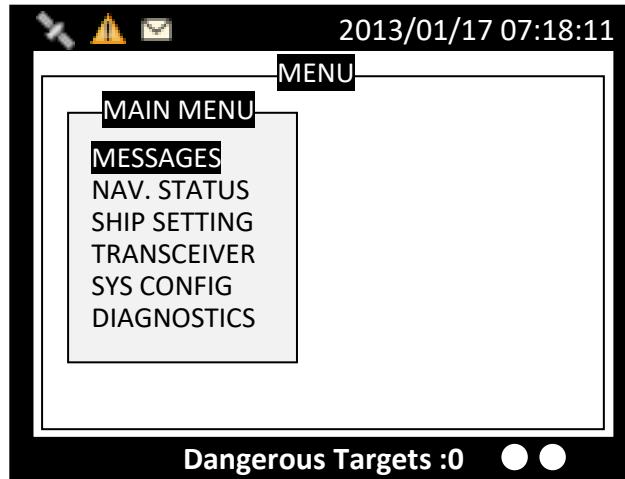 2013/01/17 07:18:11
MENU
MAIN MENU
MESSAGES
NAV. STATUS
SHIP SETTING
TRANSCEIVER
SYS CONFIG
DIAGNOSTICS
Dangerous Targets :0